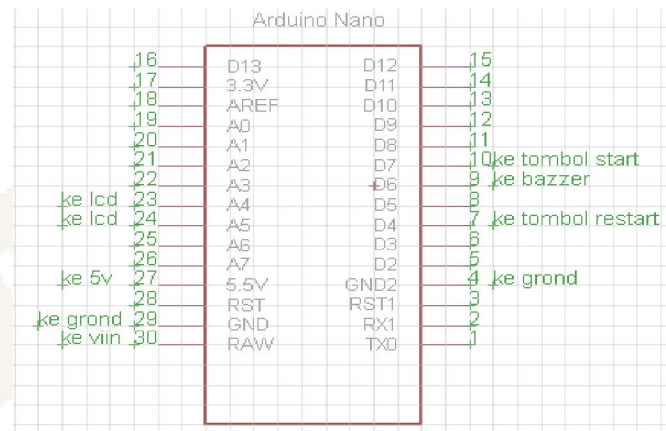 Arduino Nano
16 D13 D12 15
17 3.3V D11 14
18 AREF D10 13
19 A0 D9 12
20 A1 D8 11
21 A2 D7 10 ke tombol start
22 A3 D6 9 ke bazzer
ke lcd 23 A4 D5 8
ke lcd 24 A5 D4 7 ke tombol restart
25 A6 D3 6
26 A7 D2 5
ke 5v 27 5.5V GND2 4 ke grond
28 RST RST1 3
ke grond 29 GND RX1 2
ke viin 30 RAW TX0 1